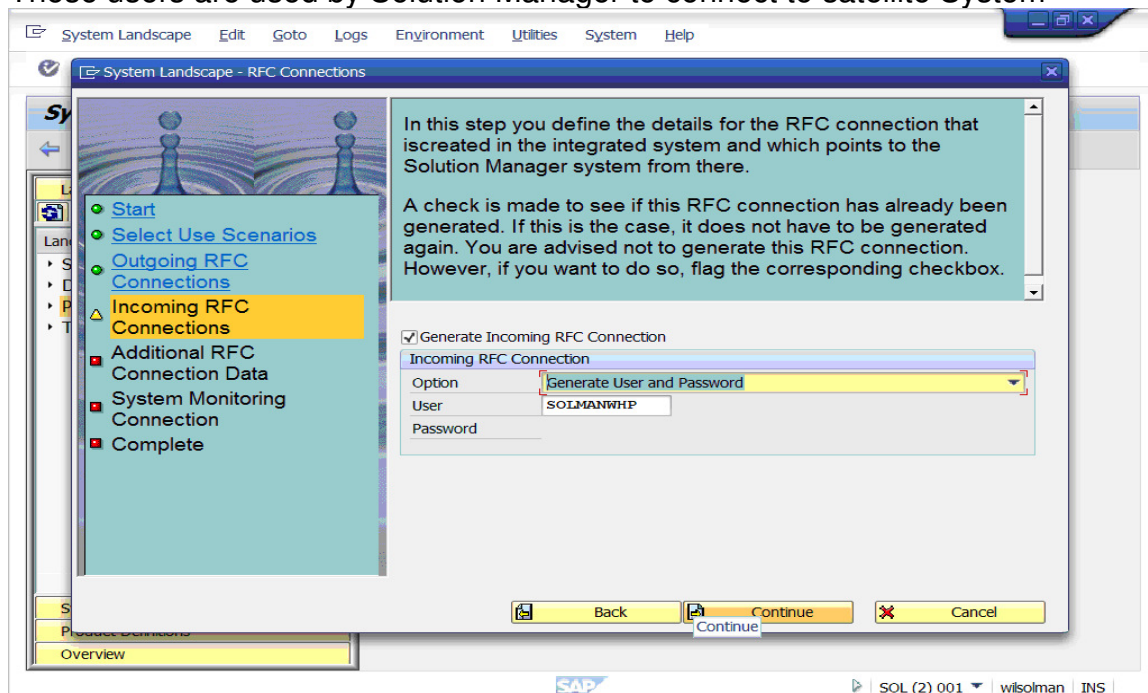 These users are used by Solution Manager to connect to satellite System
System Landscape Edit Goto Logs Environment Utilities System Help
System Landscape - RFC Connections
Sy
In this step you define the details for the RFC connection that
iscreated in the integrated system and which points to the
Solution Manager system from there.
A check is made to see if this RFC connection has already been
generated. If this is the case, it does not have to be generated
again. You are advised not to generate this RFC connection.
However, if you want to do so, flag the corresponding checkbox.
Start
Select Use Scenarios
Outgoing RFC
Connections
Incoming RFC
Connections
Additional RFC
Connection Data
System Monitoring
Connection
Complete
La
Lan
S
D
P
T
Generate Incoming RFC Connection
Incoming RFC Connection
Option Generate User and Password
User SOLMANWHP
Password
Back Continue Cancel
Continue
S
Product Definitions
Overview
SAP
SOL (2) 001 wilsolman INS